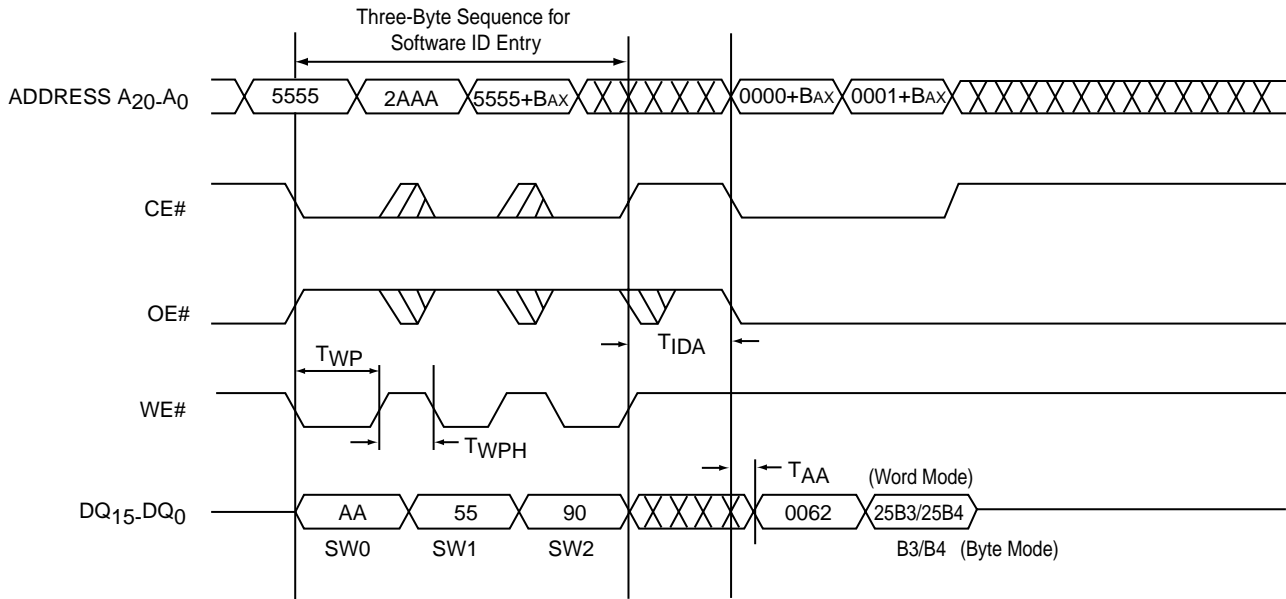 Three-Byte Sequence for
Software ID Entry
ADDRESS A20-A0
5555
2AAA
5555+BAX
0000+BAX
0001+BAX
CE#
OE#
TIDA
TWP
WE#
TWPH
TAA
(Word Mode)
DQ15-DQ0
AA
55
90
0062
25B3/25B4
SW0
SW1
SW2
B3/B4 (Byte Mode)